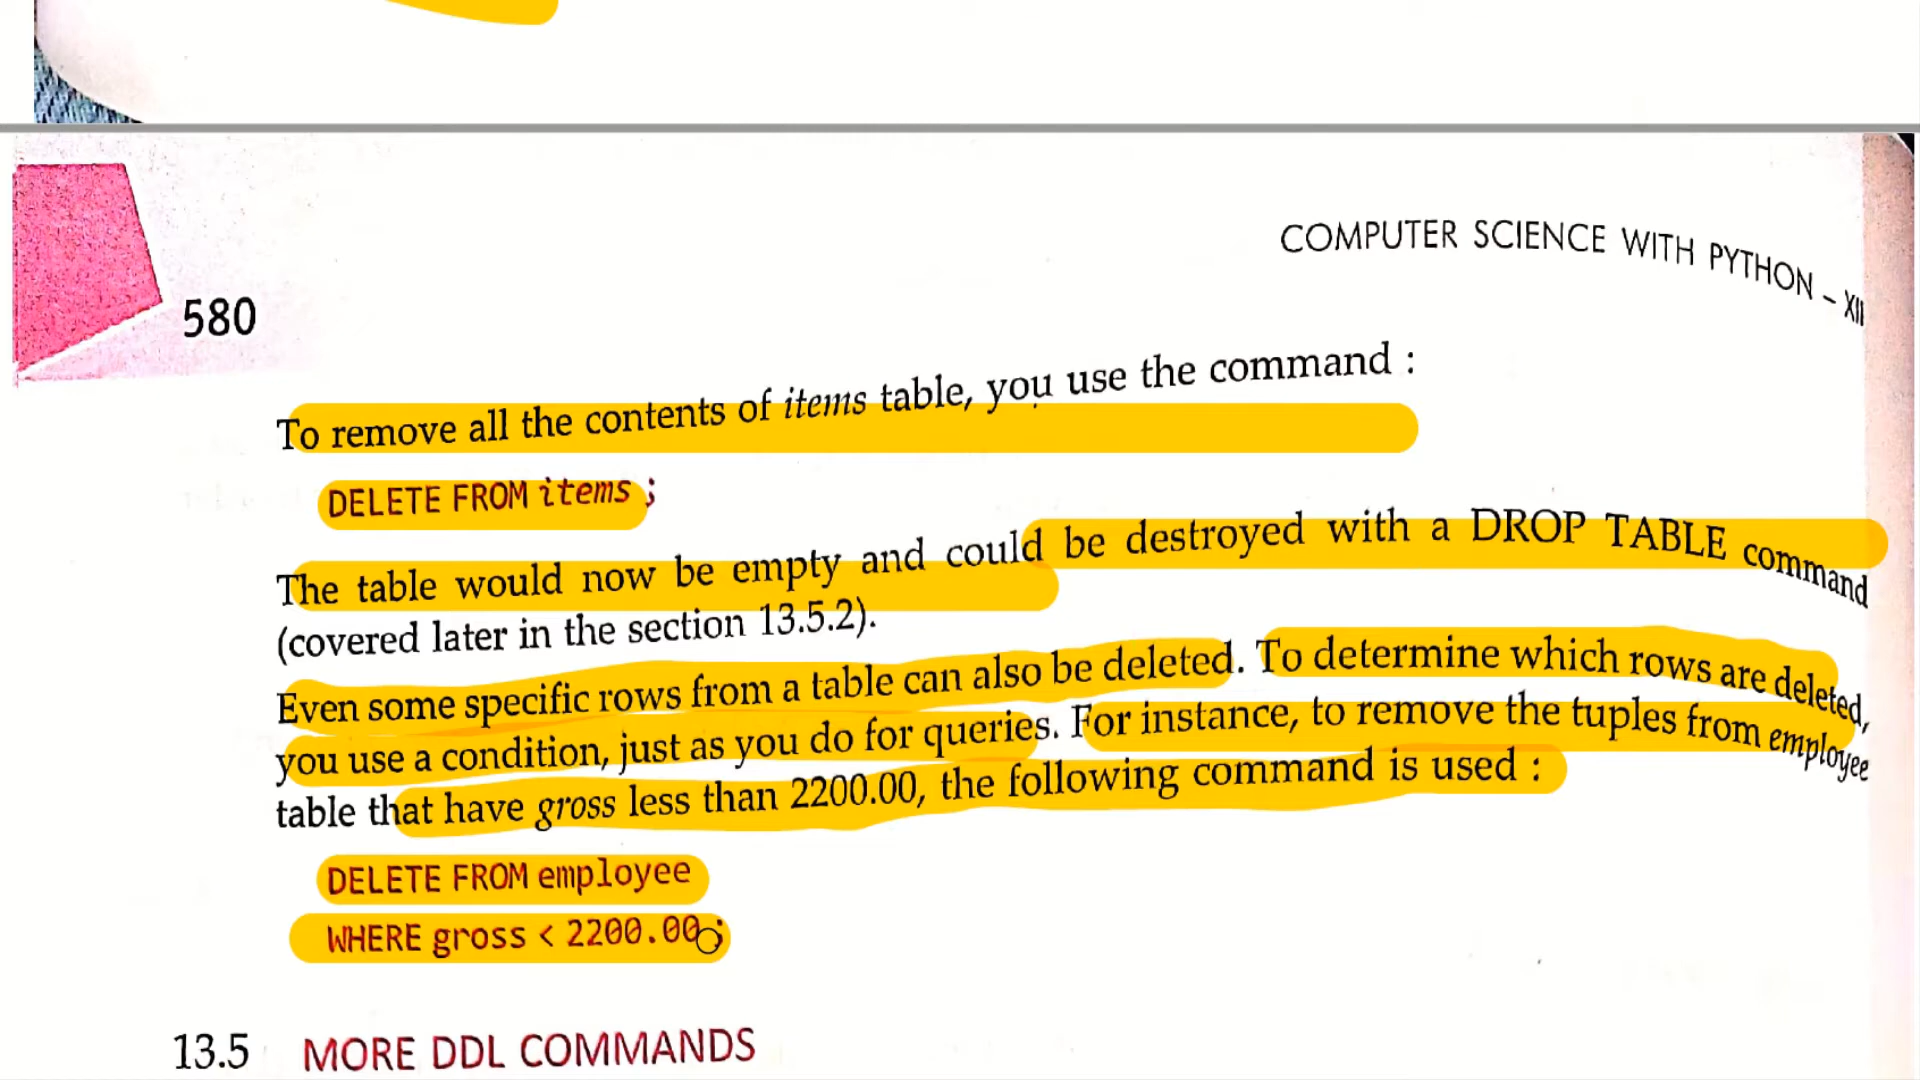 COMPUTER SCIENCE WITH PYTHON – XII
580
To remove all the contents of items table, you use the command :
DELETE FROM items ;
The table would now be empty and could be destroyed with a DROP TABLE command
(covered later in the section 13.5.2).
Even some specific rows from a table can also be deleted. To determine which rows are deleted,
you use a condition, just as you do for queries. For instance, to remove the tuples from employee
table that have gross less than 2200.00, the following command is used :
DELETE FROM employee
WHERE gross < 2200.00;
13.5 MORE DDL COMMANDS